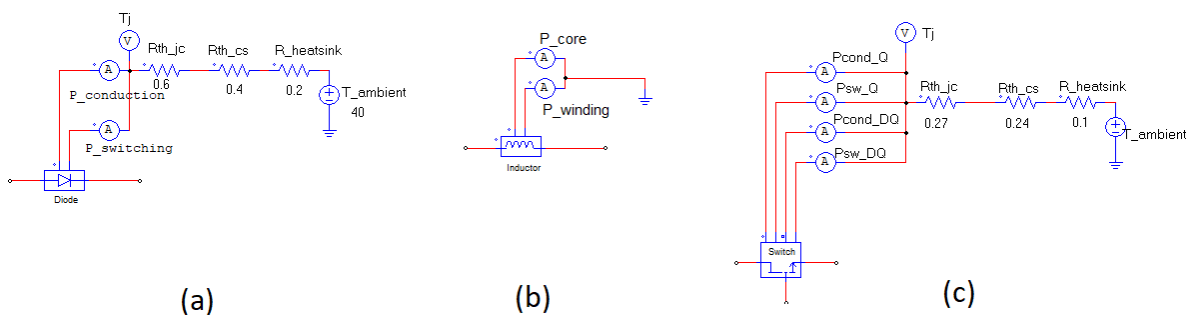 Tj
V
Rth_jc
Rth_cs
R_heatsink
A
0.6
0.4
0.2
P_conduction
T_ambient
40
A
P_switching
Diode
(a)
P_core
A
A
P_winding
Inductor
(b)
V
Tj
Pcond_Q
A
Psw_Q
A
Rth_jc
Rth_cs
R_heatsink
0.27
0.24
0.1
Pcond_DQ
A
T_ambient
Psw_DQ
A
Switch
(c)